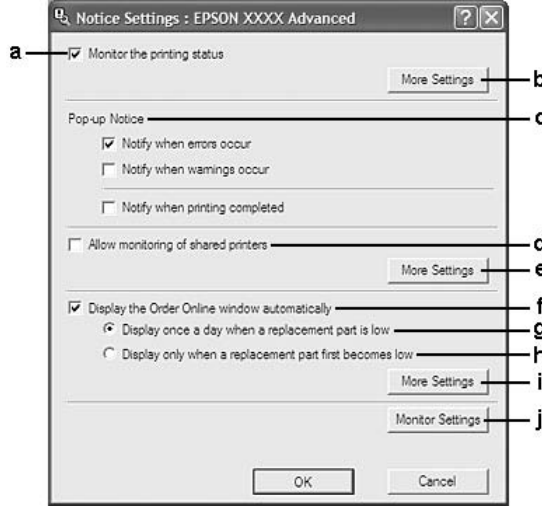 Notice Settings : EPSON XXXX Advanced
a
Monitor the printing status
More Settings
b
Pop-up Notice
c
Notify when errors occur
Notify when warnings occur
Notify when printing completed
Allow monitoring of shared printers
d
More Settings
e
Display the Order Online window automatically
f
Display once a day when a replacement part is low
g
Display only when a replacement part first becomes low
h
More Settings
i
Monitor Settings
j
OK
Cancel